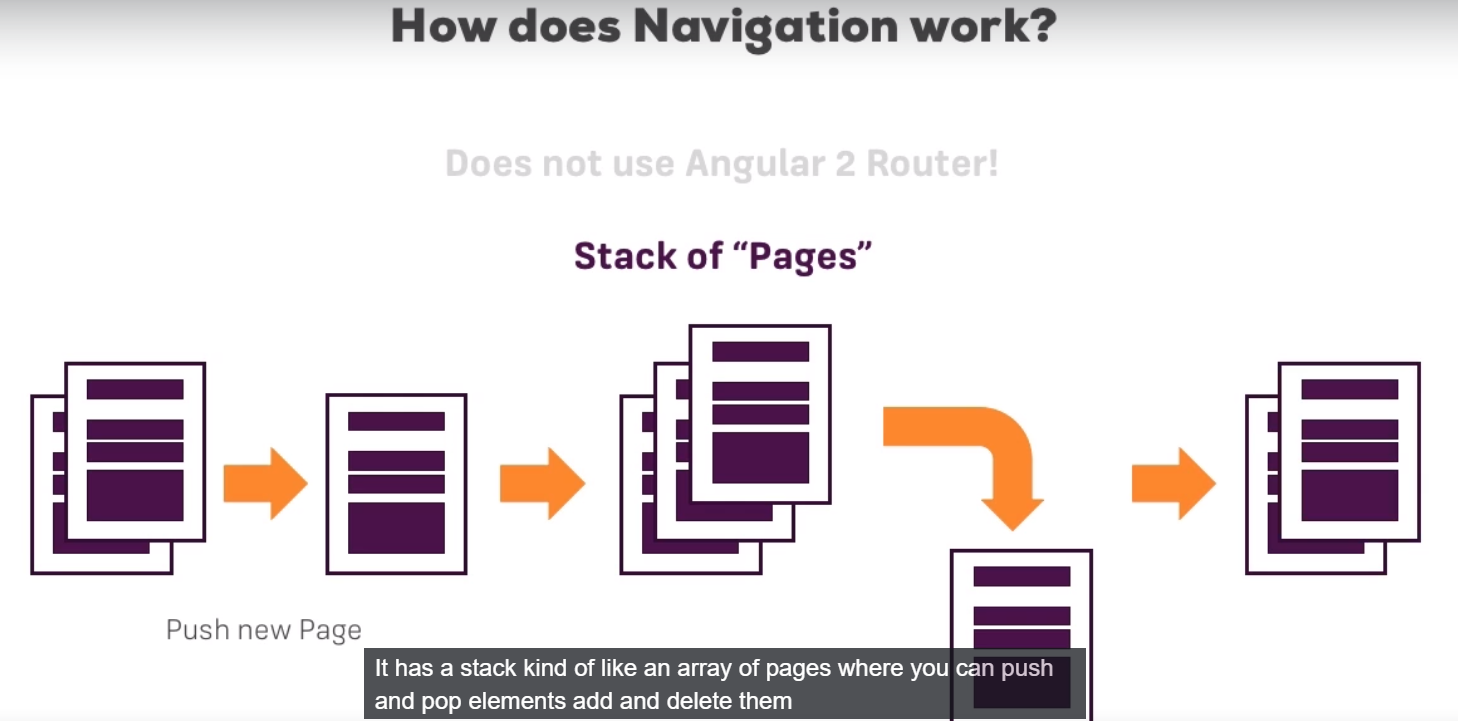 How does Navigation work?
Does not use Angular 2 Router!
Stack of “Pages”
Push new Page
It has a stack kind of like an array of pages where you can push
and pop elements add and delete them